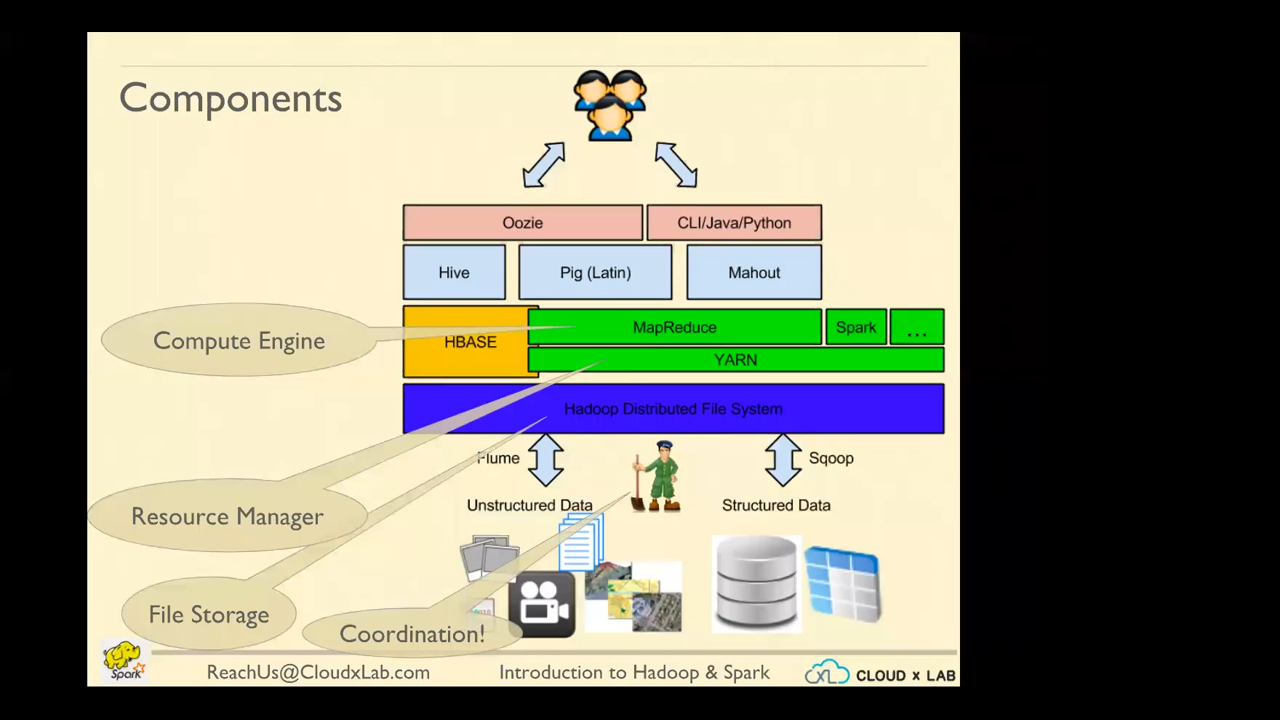 Components
Oozie
CLI/Java/Python
Hive
Pig (Latin)
Mahout
Compute Engine
HBASE
MapReduce
Spark
...
YARN
Hadoop Distributed File System
Flume
Sqoop
Unstructured Data
Structured Data
Resource Manager
File Storage
Coordination!
Spark
ReachUs@CloudxLab.com
Introduction to Hadoop & Spark
CLOUD x LAB